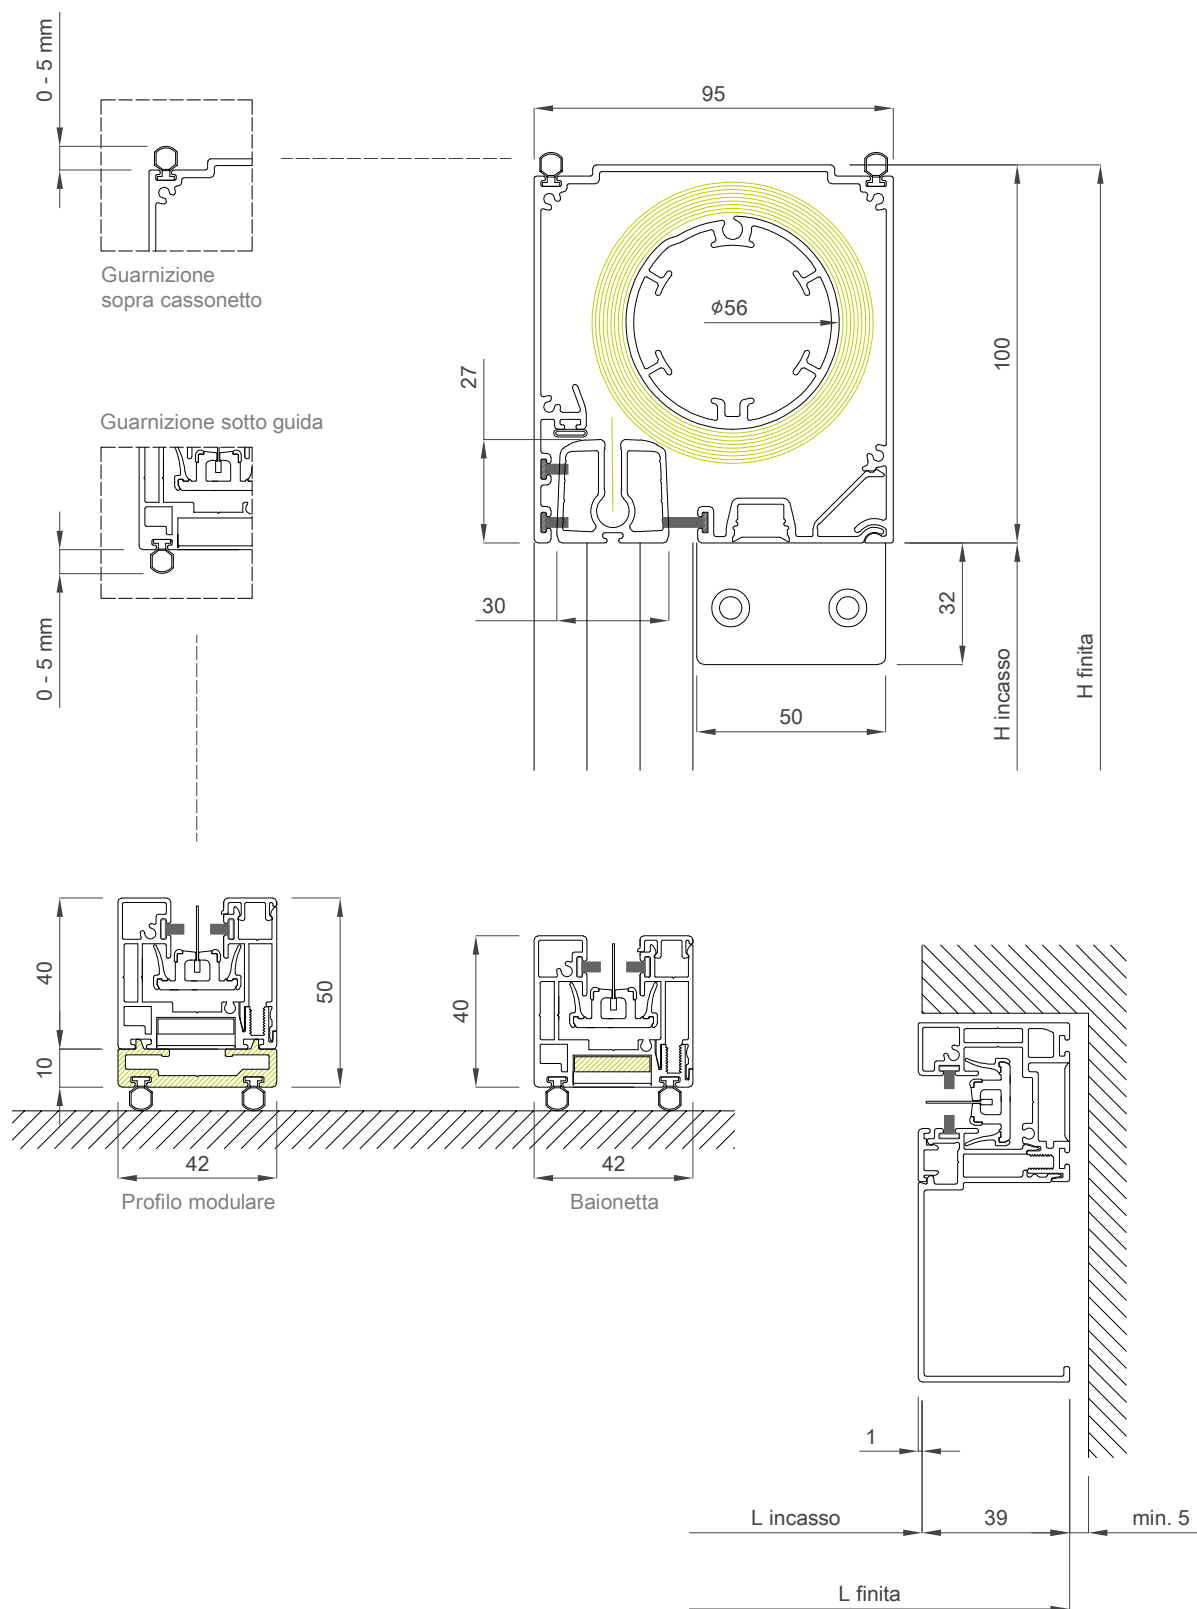 0 - 5 mm
95
Guarnizione
sopra cassonetto
⌀56
100
27
Guarnizione sotto guida
30
32
0 - 5 mm
H incasso
H finita
50
40
50
40
10
42
42
Profilo modulare
Baionetta
1
L incasso
39
min. 5
L finita